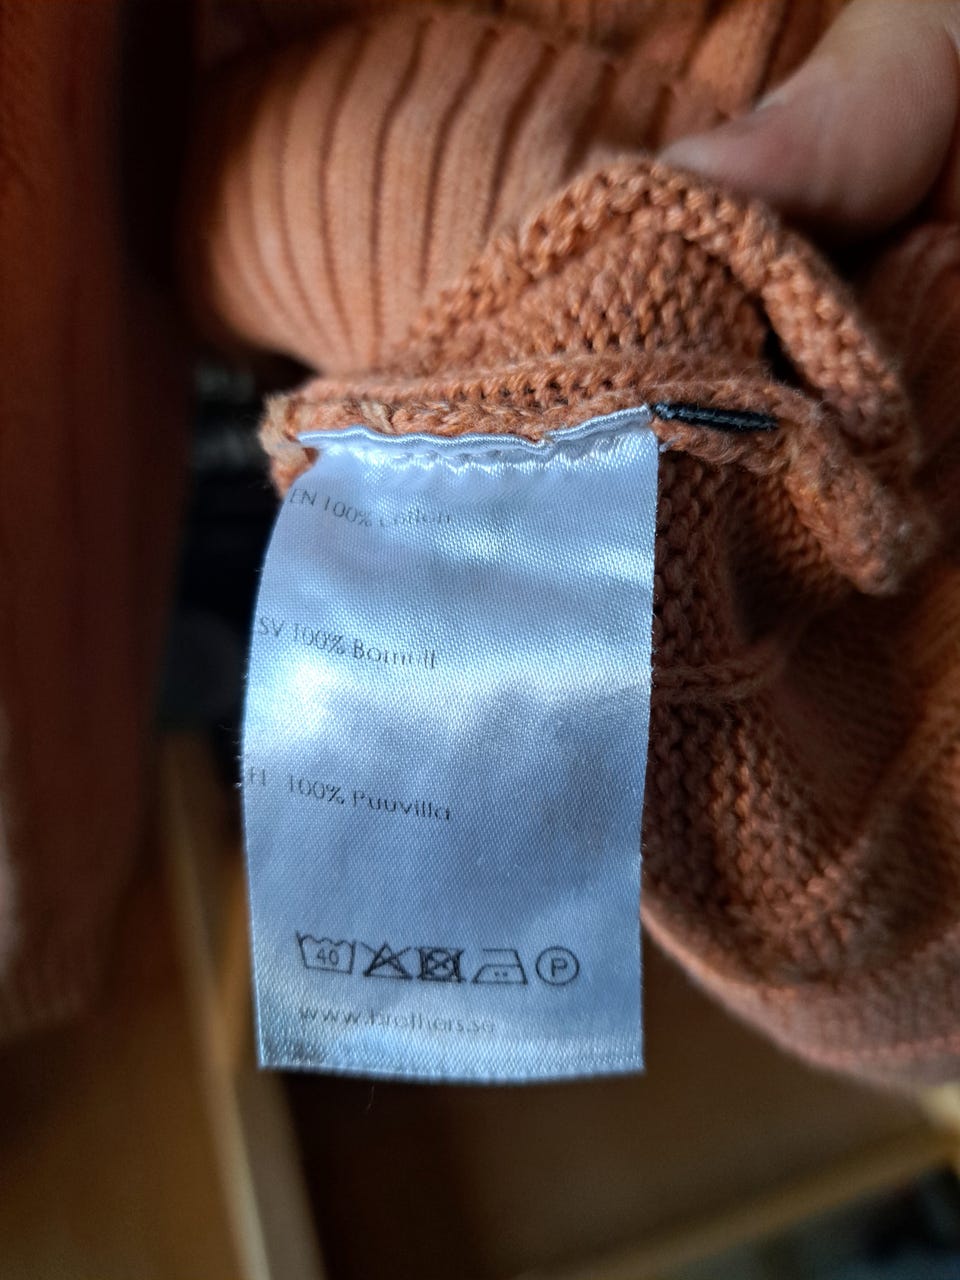 EN 100% Cotton
SV 100% Bomull
FI 100% Puuvilla
40 P
www.brothers.se